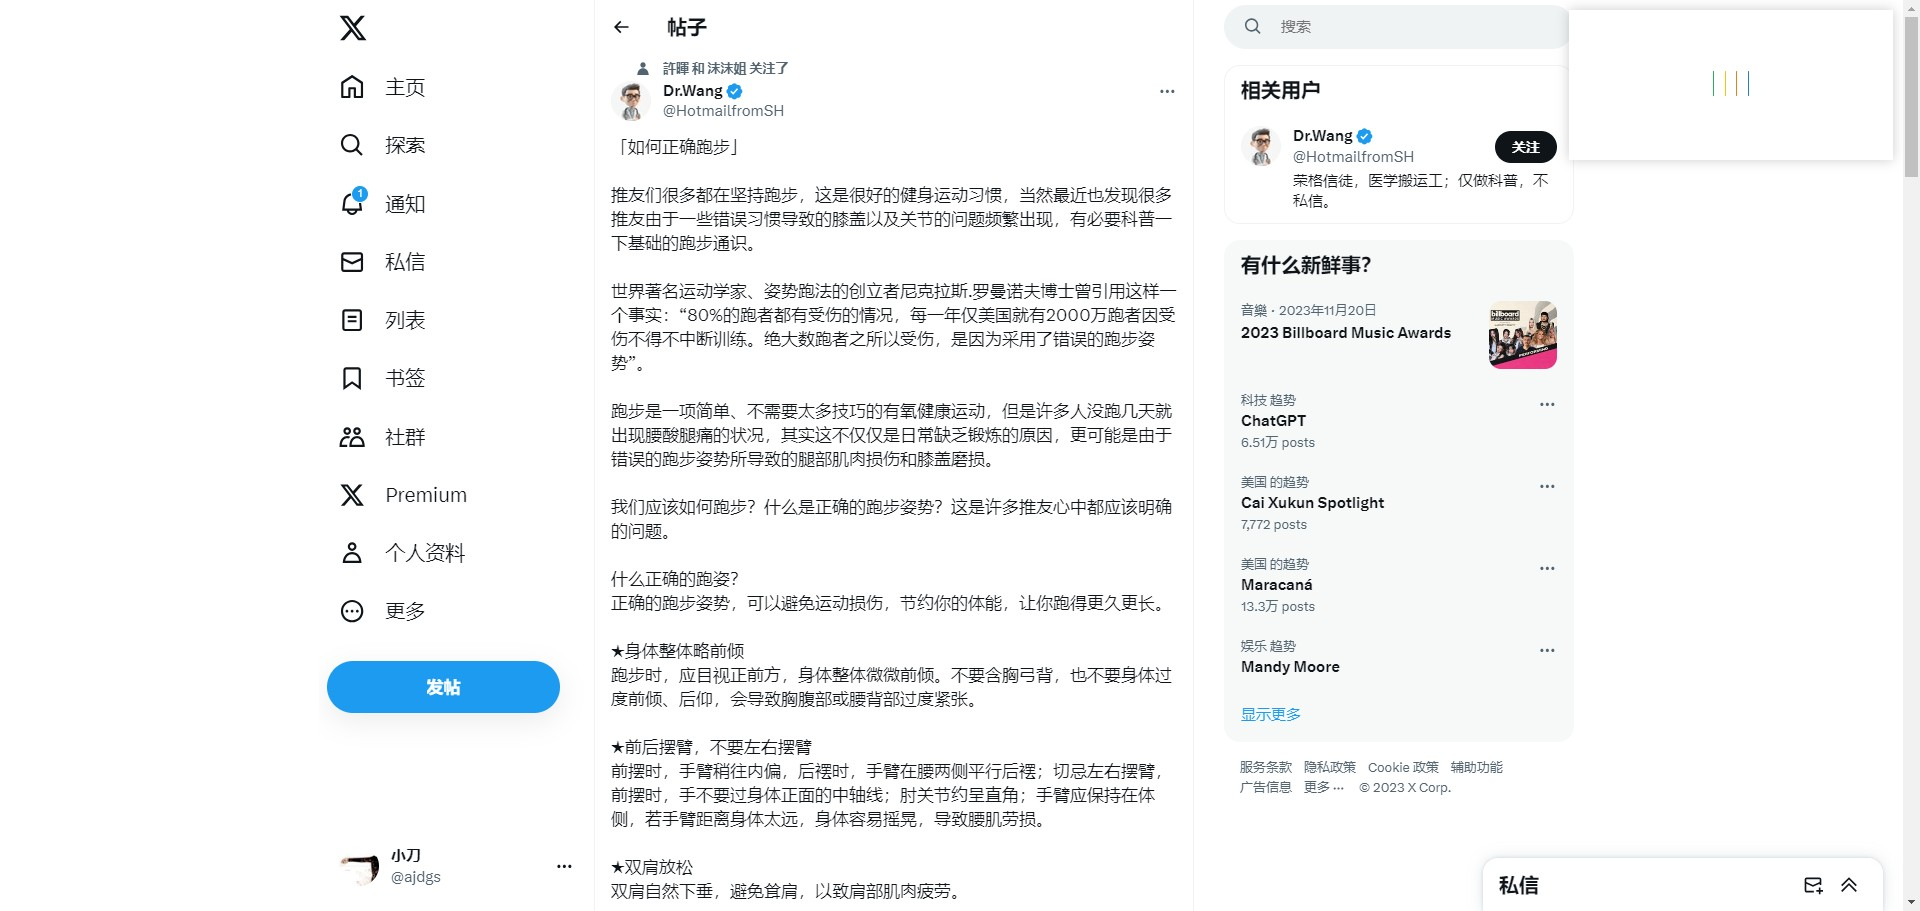 主页
探索
1
通知
私信
列表
书签
社群
Premium
个人资料
更多
发帖
小刀
@ajdgs
帖子
許暉 和 沫沫姐 关注了
Dr.Wang
@HotmailfromSH
「如何正确跑步」
推友们很多都在坚持跑步，这是很好的健身运动习惯，当然最近也发现很多
推友由于一些错误习惯导致的膝盖以及关节的问题频繁出现，有必要科普一
下基础的跑步通识。
世界著名运动学家、姿势跑法的创立者尼克拉斯.罗曼诺夫博士曾引用这样一
个事实：“80%的跑者都有受伤的情况，每一年仅美国就有2000万跑者因受
伤不得不中断训练。绝大数跑者之所以受伤，是因为采用了错误的跑步姿
势”。
跑步是一项简单、不需要太多技巧的有氧健康运动，但是许多人没跑几天就
出现腰酸腿痛的状况，其实这不仅仅是日常缺乏锻炼的原因，更可能是由于
错误的跑步姿势所导致的腿部肌肉损伤和膝盖磨损。
我们应该如何跑步？什么是正确的跑步姿势？这是许多推友心中都应该明确
的问题。
什么正确的跑姿？
正确的跑步姿势，可以避免运动损伤，节约你的体能，让你跑得更久更长。
★身体整体略前倾
跑步时，应目视正前方，身体整体微微前倾。不要含胸弓背，也不要身体过
度前倾、后仰，会导致胸腹部或腰背部过度紧张。
★前后摆臂，不要左右摆臂
前摆时，手臂稍往内偏，后摆时，手臂在腰两侧平行后摆；切忌左右摆臂，
前摆时，手不要过身体正面的中轴线；肘关节约呈直角；手臂应保持在体
侧，若手臂距离身体太远，身体容易摇晃，导致腰肌劳损。
★双肩放松
双肩自然下垂，避免耸肩，以致肩部肌肉疲劳。
搜索
相关用户
Dr.Wang
@HotmailfromSH
关注
荣格信徒，医学搬运工；仅做科普，不
私信。
有什么新鲜事？
音樂 · 2023年11月20日
2023 Billboard Music Awards
billboard
PERFORMING
科技 趋势
ChatGPT
6.51万 posts
美国 的趋势
Cai Xukun Spotlight
7,772 posts
美国 的趋势
Maracaná
13.3万 posts
娱乐 趋势
Mandy Moore
显示更多
服务条款 隐私政策 Cookie 政策 辅助功能
广告信息 更多 ··· © 2023 X Corp.
私信